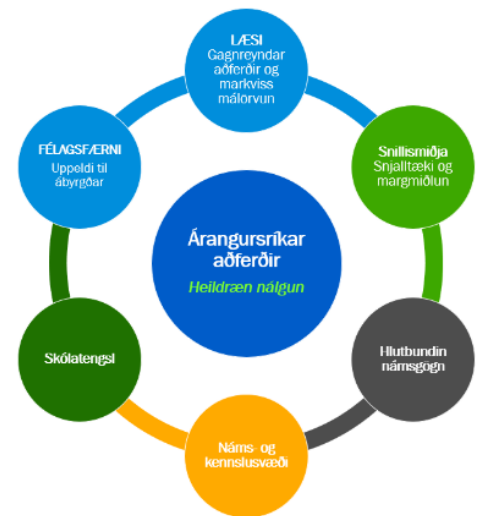 LÆSI
Gagnreyndar
aðferðir og
markviss
málörvun
FÉLAGSFÆRNI
Uppeldi til
ábyrgðar
Snillismiðja
Snjalltæki og
margmiðlun
Árangursríkar
aðferðir
Heildræn nálgun
Skólatengsl
Hlutbundin
námsgögn
Náms- og
kennslusvæði